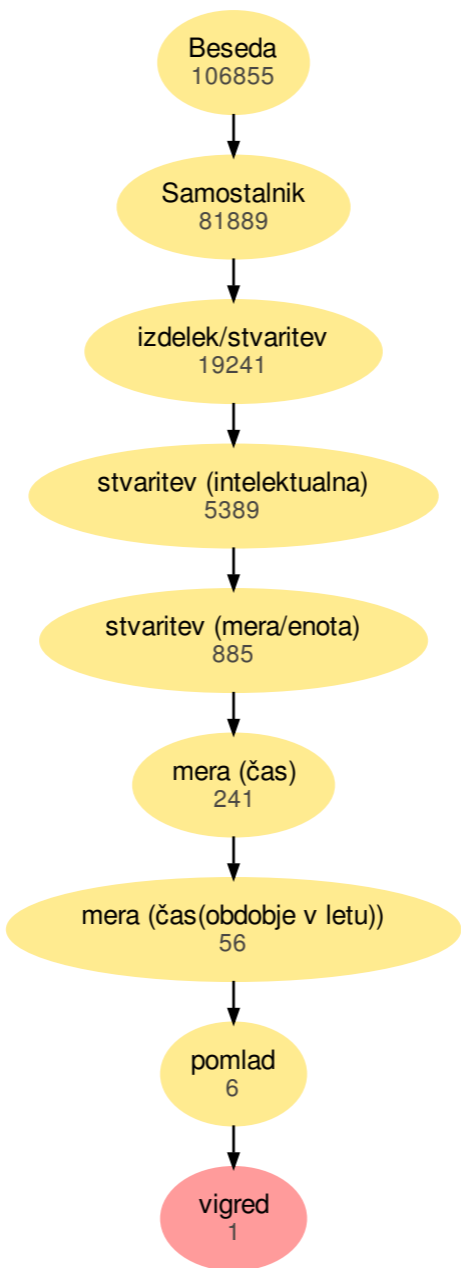 Beseda
106855
Samostalnik
81889
izdelek/stvaritev
19241
stvaritev (intelektualna)
5389
stvaritev (mera/enota)
885
mera (čas)
241
mera (čas(obdobje v letu))
56
pomlad
6
vigred
1